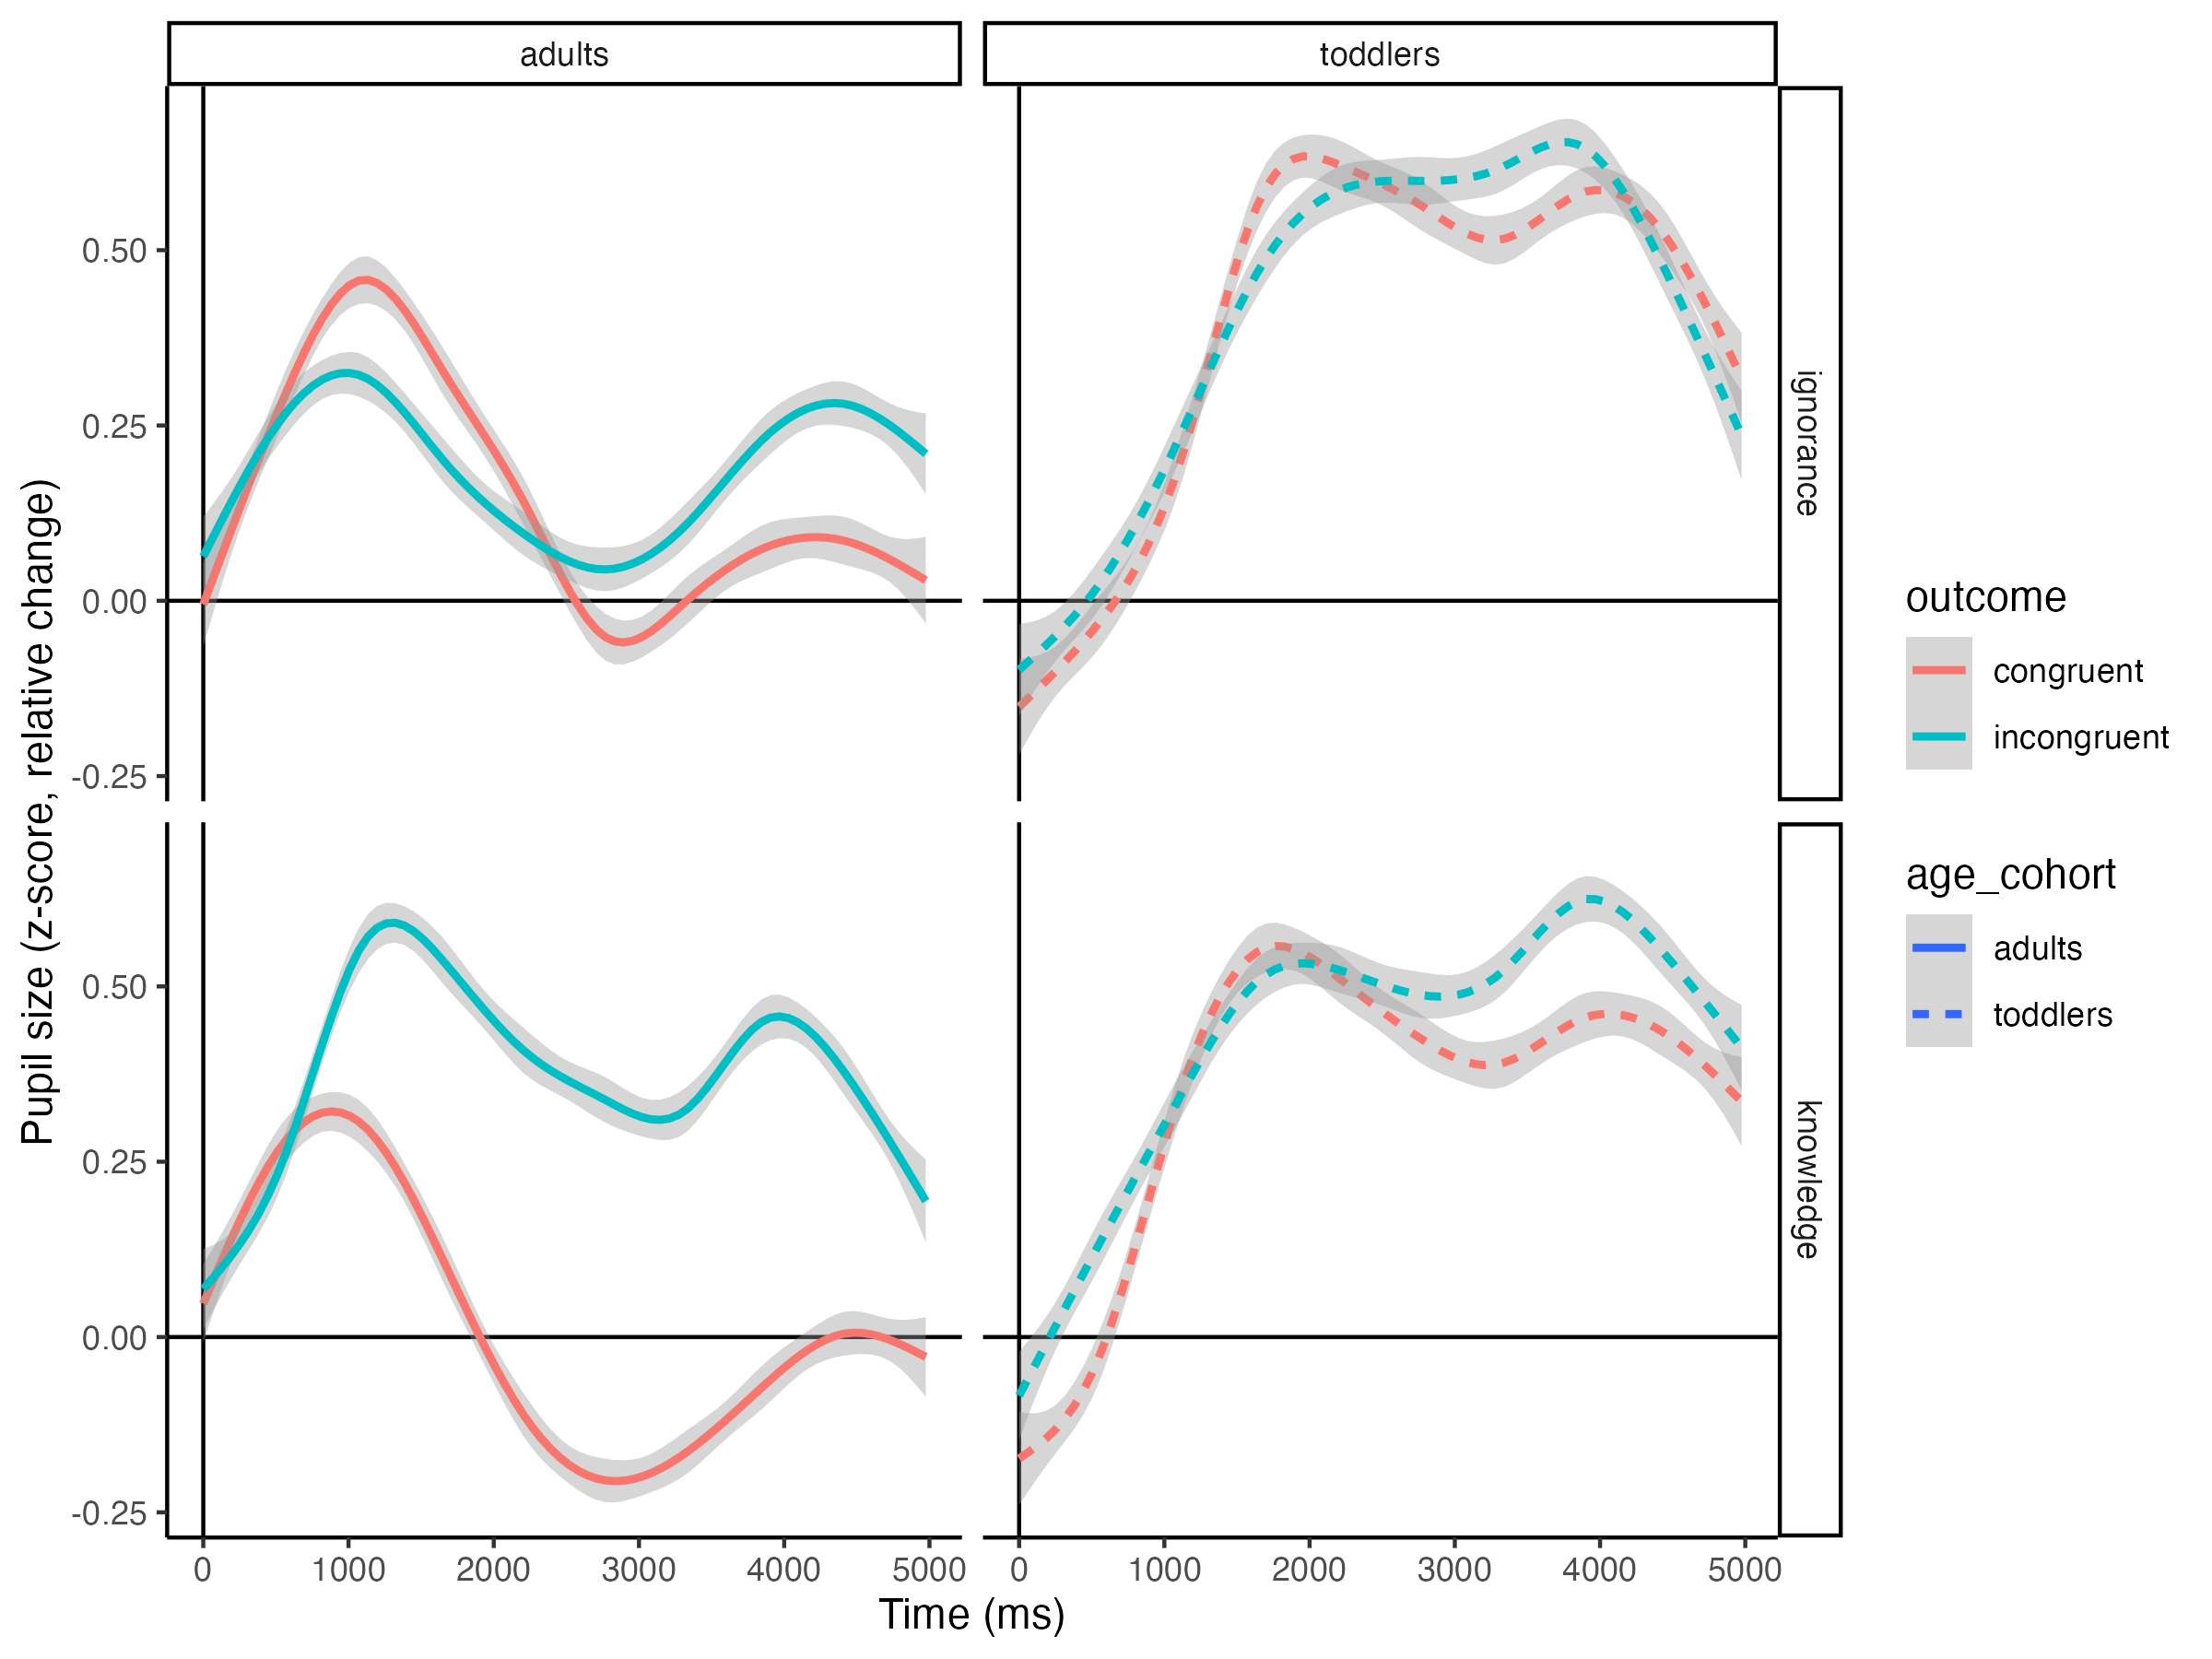 adults
toddlers
ignorance
knowledge
0.50
0.25
0.00
-0.25
0.50
0.25
0.00
-0.25
Pupil size (z-score, relative change)
0 1000 2000 3000 4000 5000
0 1000 2000 3000 4000 5000
Time (ms)
outcome
congruent
incongruent
age_cohort
adults
toddlers